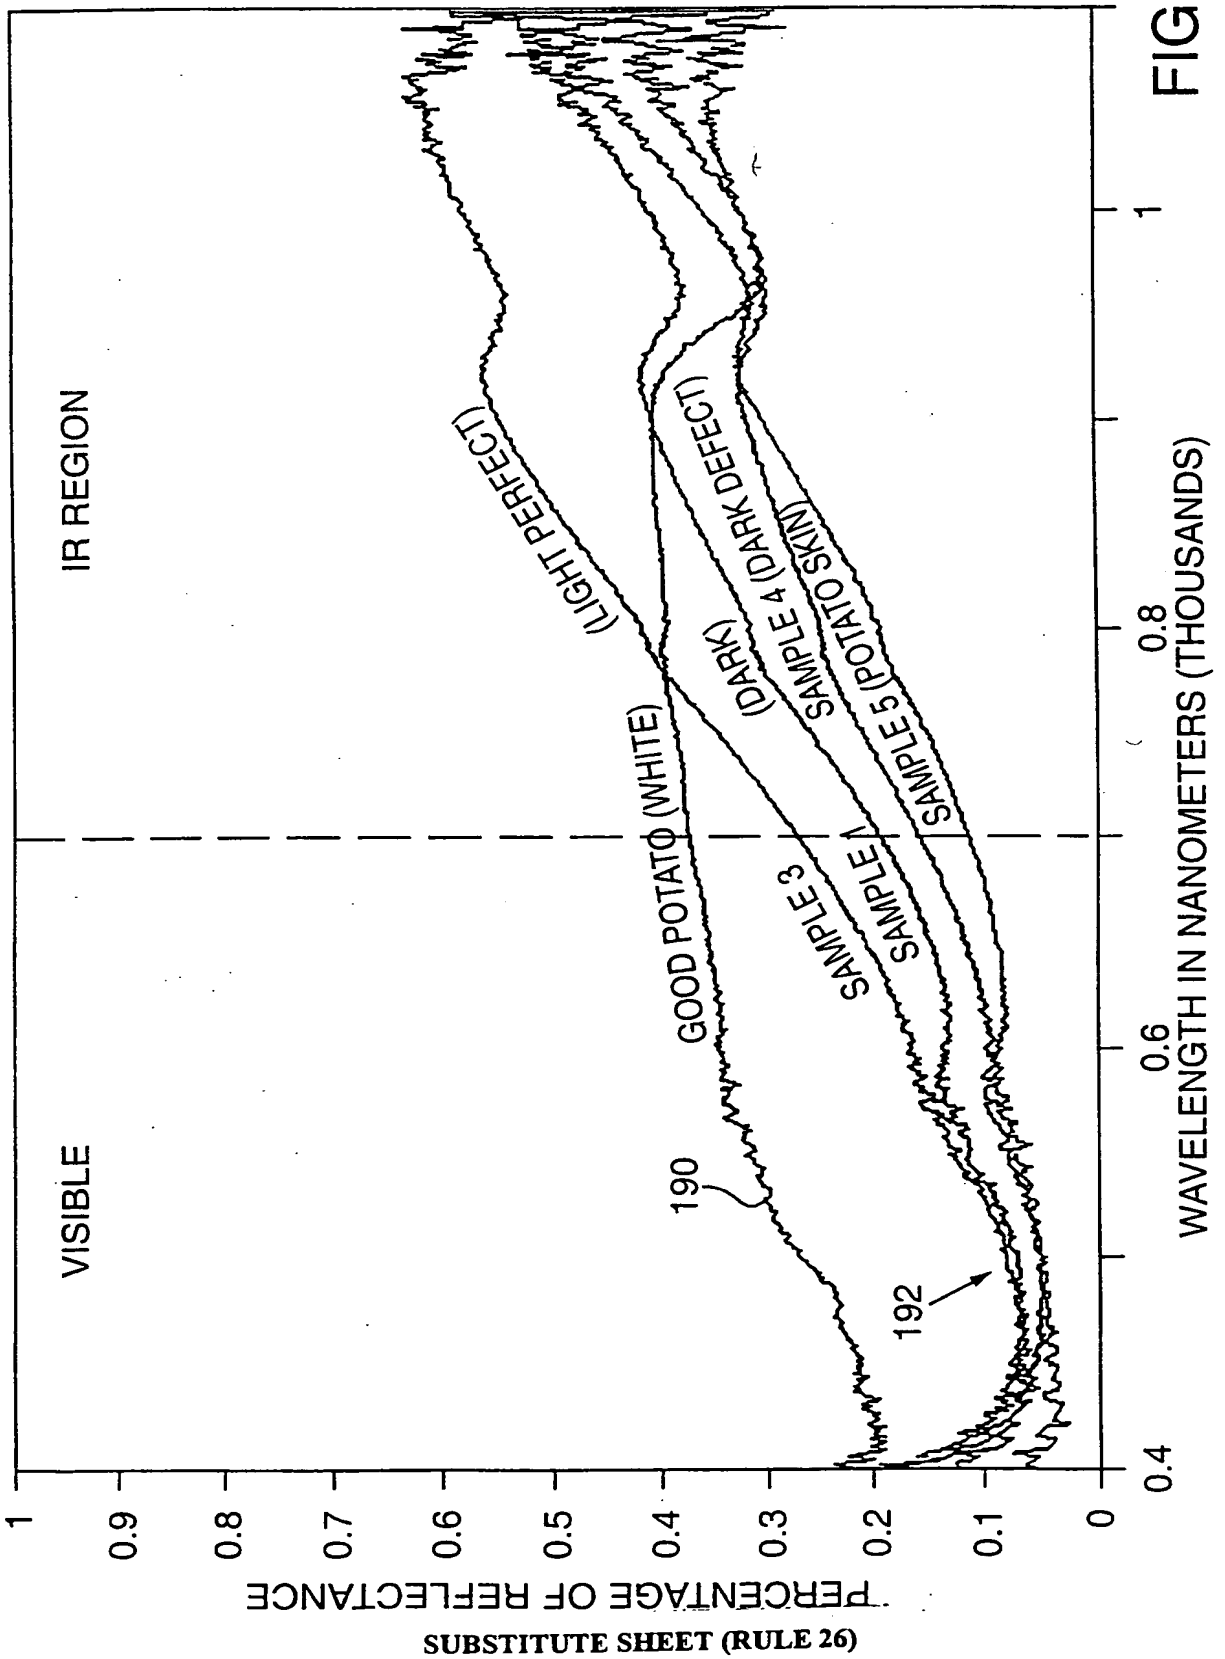 VISIBLE
IR REGION
PERCENTAGE OF REFLECTANCE
1
0.9
0.8
0.7
0.6
0.5
0.4
0.3
0.2
0.1
0
190
192
GOOD POTATO (WHITE)
SAMPLE 3
(LIGHT PERFECT)
SAMPLE 1
(DARK)
SAMPLE 4 (DARK DEFECT)
SAMPLE 5 (POTATO SKIN)
0.4
0.6
0.8
1
WAVELENGTH IN NANOMETERS (THOUSANDS)
FIG
SUBSTITUTE SHEET (RULE 26)